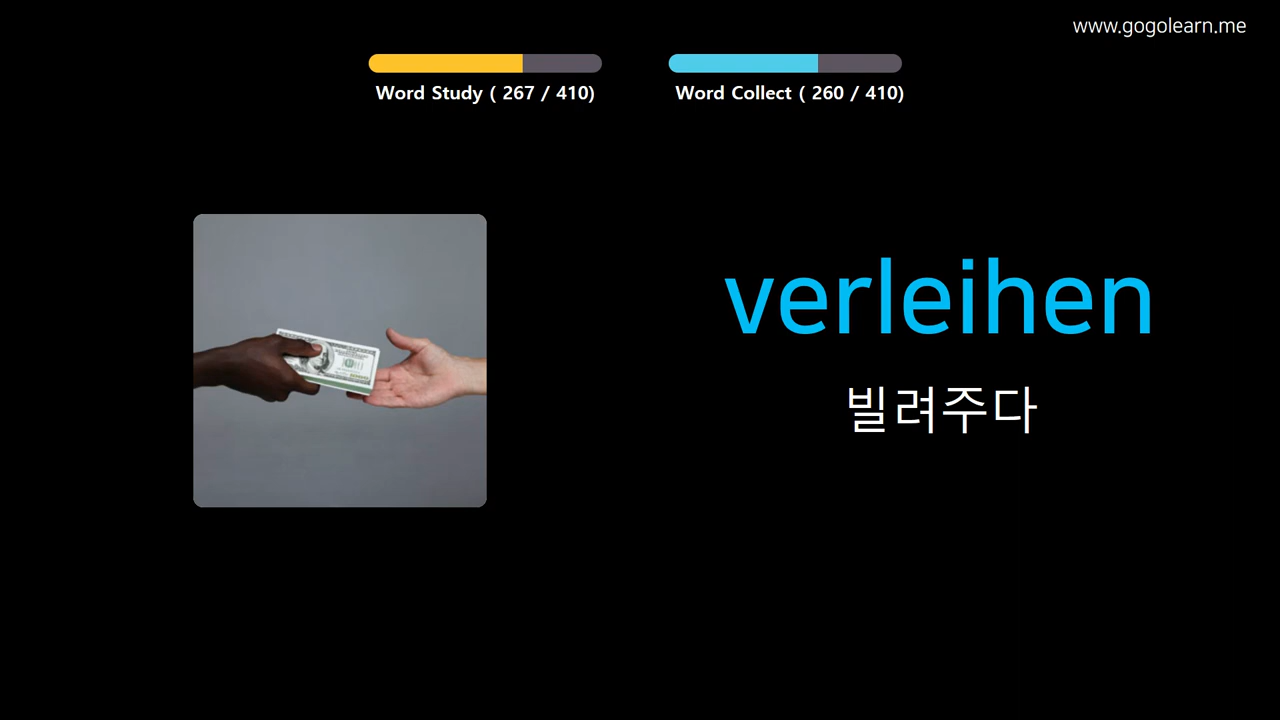 www.gogolearn.me
Word Study ( 267 / 410)
Word Collect ( 260 / 410)
verleihen
빌려주다